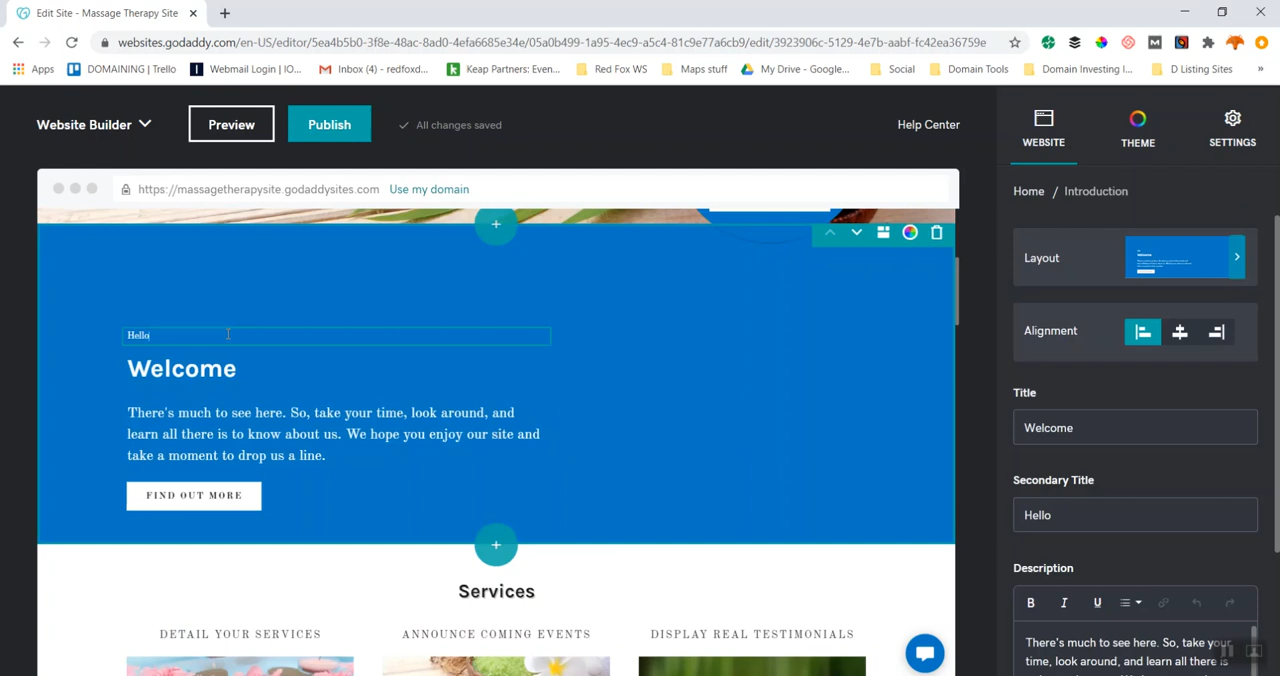 Edit Site - Massage Therapy Site
websites.godaddy.com/en-US/editor/5ea4b5b0-3f8e-48ac-8ad0-4efa6685e34e/05a0b499-1a95-4ec9-a5c4-81c9e77a6cb9/edit/3923906c-5129-4e7b-aabf-fc42ea36759e
Apps DOMAINING | Trello Webmail Login | IO... Inbox (4) - redfoxd... Keap Partners: Even... Red Fox WS Maps stuff My Drive - Google... Social Domain Tools Domain Investing I... D Listing Sites »
Website Builder Preview Publish All changes saved Help Center
WEBSITE THEME SETTINGS
https://massagetherapysite.godaddysites.com Use my domain
Home / Introduction
Layout
Hello
Alignment
Welcome
There's much to see here. So, take your time, look around, and
learn all there is to know about us. We hope you enjoy our site and
take a moment to drop us a line.
FIND OUT MORE
Title
Welcome
Secondary Title
Hello
Description
B I U
There's much to see here. So, take your
time, look around, and learn all there is
Services
DETAIL YOUR SERVICES ANNOUNCE COMING EVENTS DISPLAY REAL TESTIMONIALS